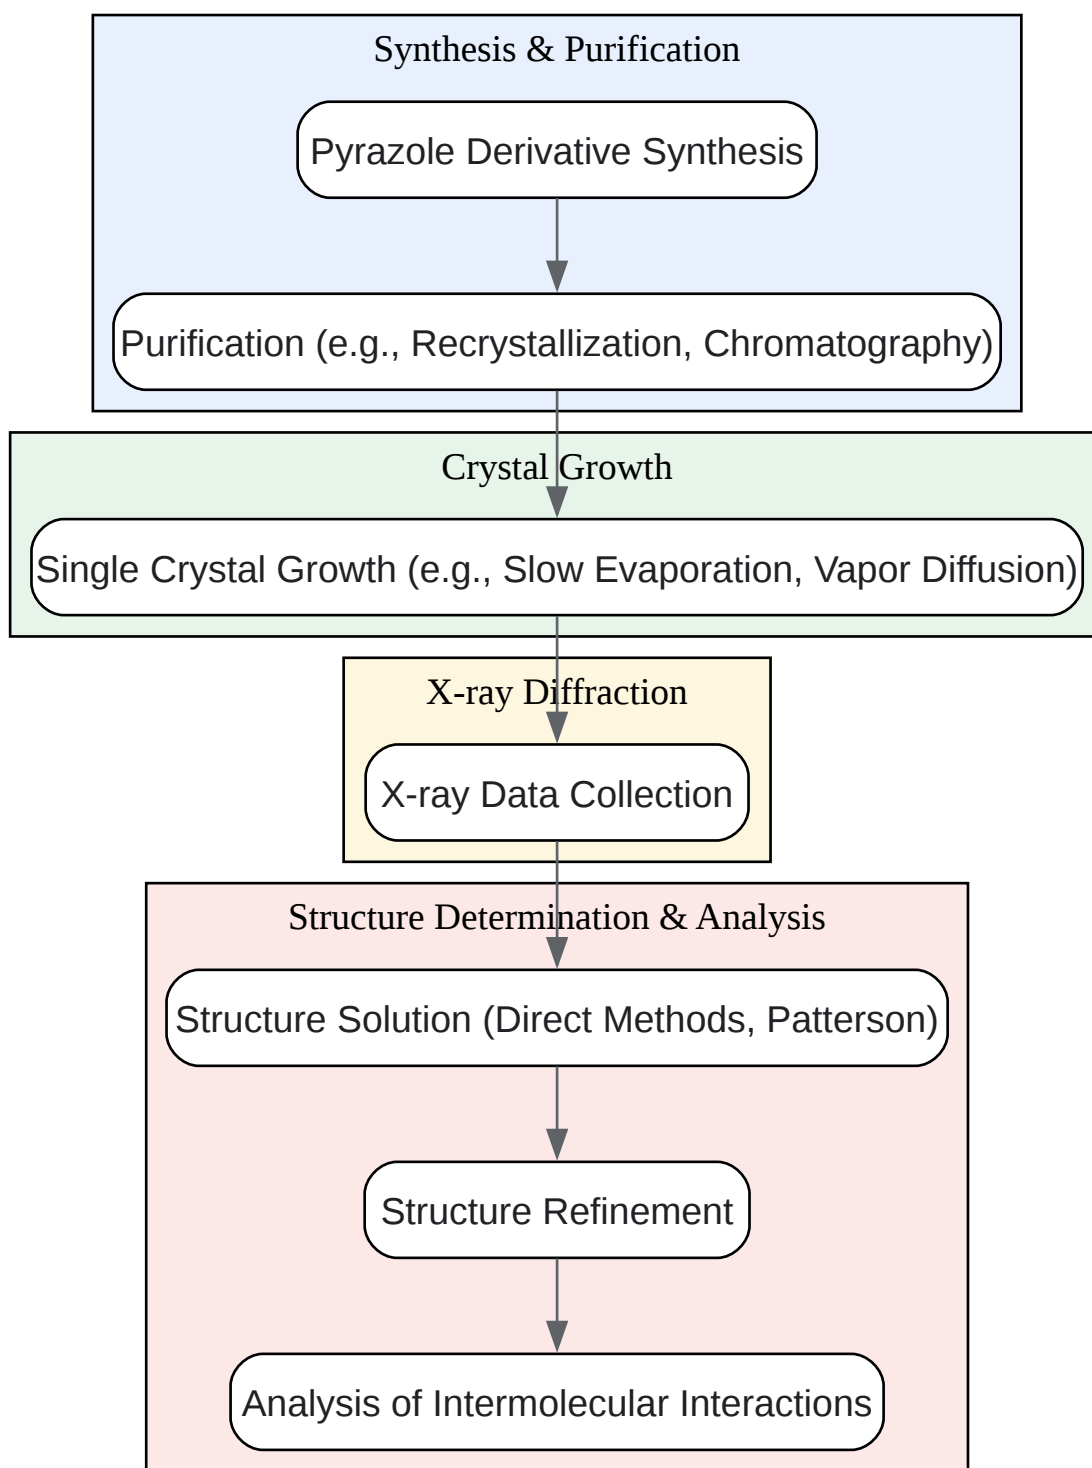 Synthesis & Purification
Pyrazole Derivative Synthesis
Purification (e.g., Recrystallization, Chromatography)
Crystal Growth
Single Crystal Growth (e.g., Slow Evaporation, Vapor Diffusion)
X-ray Diffraction
X-ray Data Collection
Structure Determination & Analysis
Structure Solution (Direct Methods, Patterson)
Structure Refinement
Analysis of Intermolecular Interactions